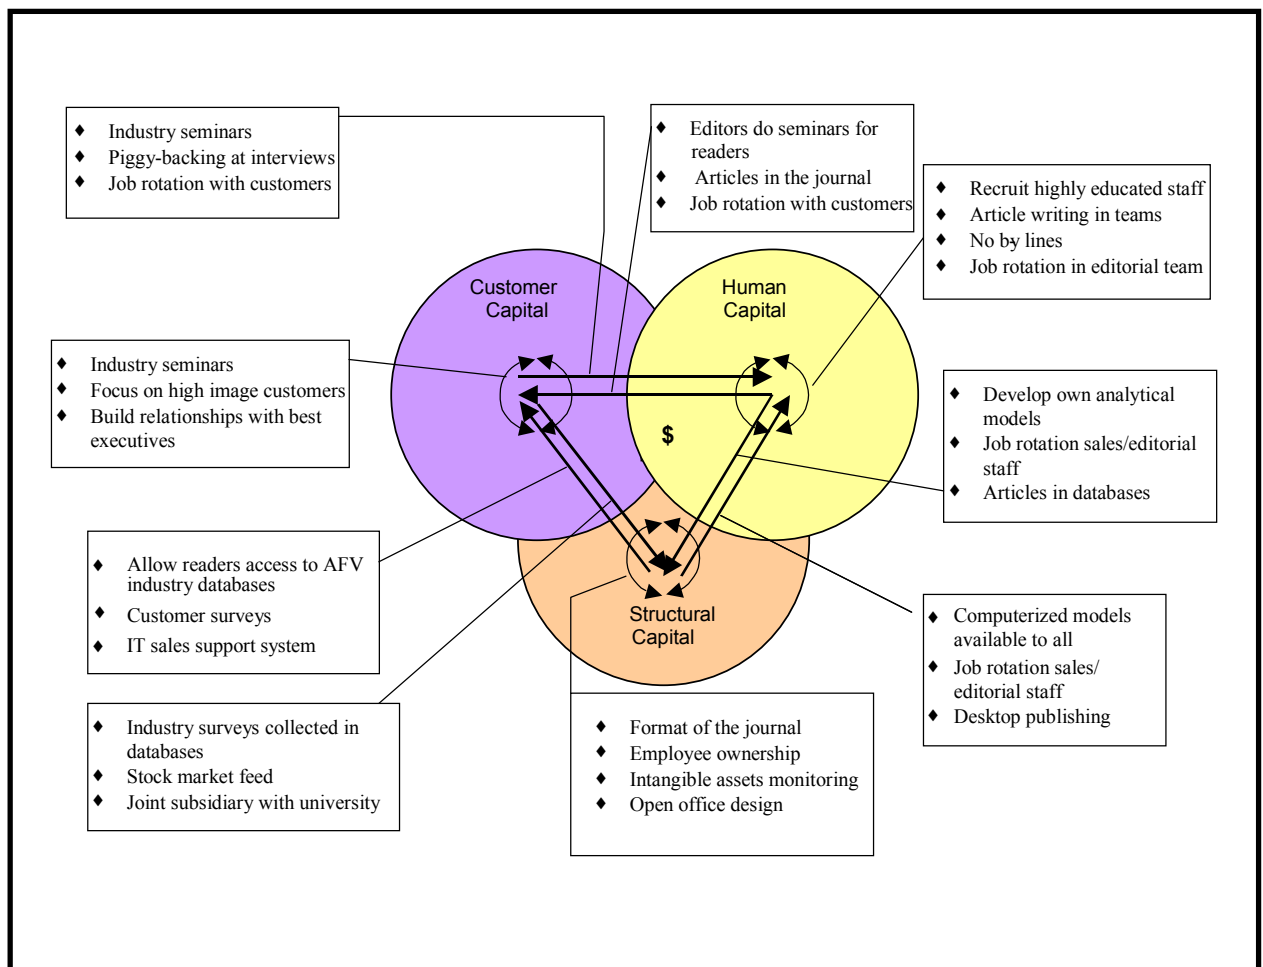 ♦ Industry seminars
♦ Piggy-backing at interviews
♦ Job rotation with customers
♦ Editors do seminars for
readers
♦ Articles in the journal
♦ Job rotation with customers
♦ Recruit highly educated staff
♦ Article writing in teams
♦ No by-lines
♦ Job rotation in editorial team
Customer
Capital
Human
Capital
♦ Industry seminars
♦ Focus on high image customers
♦ Build relationships with best
executives
♦ Develop own analytical
models
♦ Job rotation sales/editorial
staff
♦ Articles in databases
$
♦ Allow readers access to AFV
industry databases
♦ Customer surveys
♦ IT sales support system
Structural
Capital
♦ Computerized models
available to all
♦ Job rotation sales/
editorial staff
♦ Desktop publishing
♦ Industry surveys collected in
databases
♦ Stock market feed
♦ Joint subsidiary with university
♦ Format of the journal
♦ Employee ownership
♦ Intangible assets monitoring
♦ Open office design